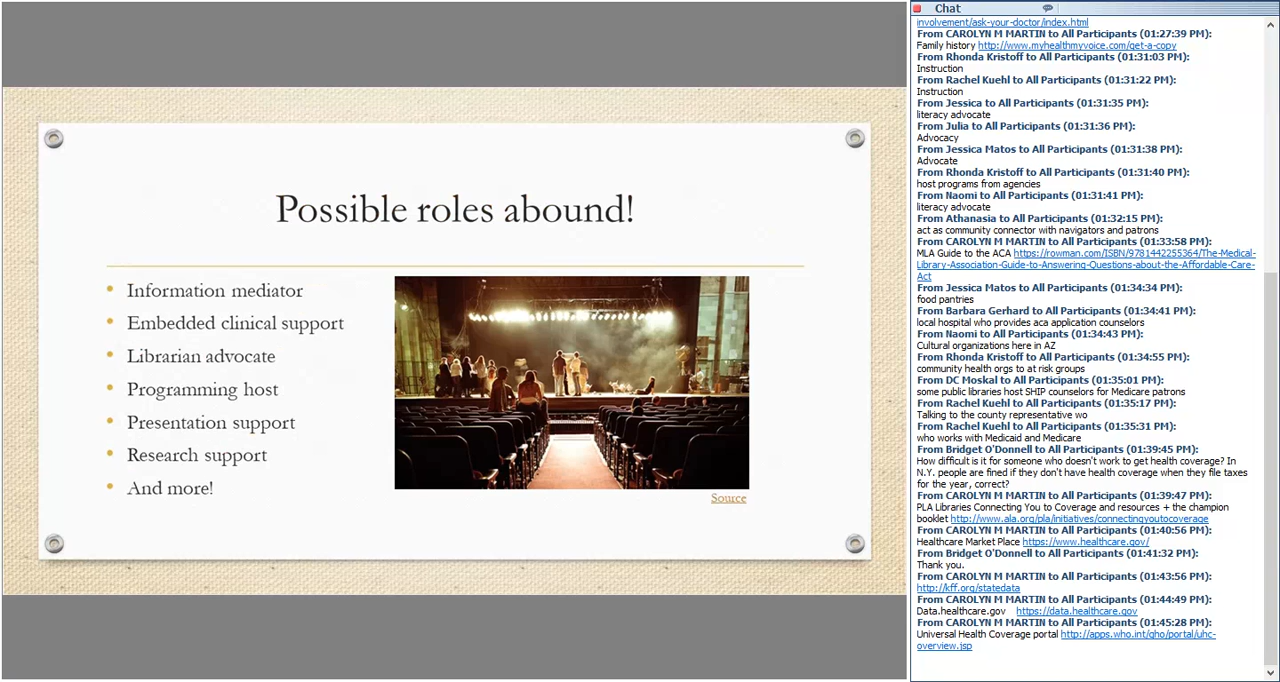 Possible roles abound!
Information mediator
Embedded clinical support
Librarian advocate
Programming host
Presentation support
Research support
And more!
Source
Chat
involvement/ask-your-doctor/index.html
From CAROLYN M MARTIN to All Participants (01:27:39 PM):
Family history http://www.myhealthmyvoice.com/get-a-copy
From Rhonda Kristoff to All Participants (01:31:03 PM):
Instruction
From Rachel Kuehl to All Participants (01:31:22 PM):
Instruction
From Jessica to All Participants (01:31:35 PM):
literacy advocate
From Julia to All Participants (01:31:36 PM):
Advocacy
From Jessica Matos to All Participants (01:31:38 PM):
Advocate
From Rhonda Kristoff to All Participants (01:31:40 PM):
host programs from agencies
From Naomi to All Participants (01:31:41 PM):
literacy advocate
From Athanasia to All Participants (01:32:15 PM):
act as community connector with navigators and patrons
From CAROLYN M MARTIN to All Participants (01:33:58 PM):
MLA Guide to the ACA https://rowman.com/ISBN/9781442255364/The-Medical-
Library-Association-Guide-to-Answering-Questions-about-the-Affordable-Care-
Act
From Jessica Matos to All Participants (01:34:34 PM):
food pantries
From Barbara Gerhard to All Participants (01:34:41 PM):
local hospital who provides aca application counselors
From Naomi to All Participants (01:34:43 PM):
Cultural organizations here in AZ
From Rhonda Kristoff to All Participants (01:34:55 PM):
community health orgs to at risk groups
From DC Moskal to All Participants (01:35:01 PM):
some public libraries host SHIP counselors for Medicare patrons
From Rachel Kuehl to All Participants (01:35:17 PM):
Talking to the county representative wo
From Rachel Kuehl to All Participants (01:35:31 PM):
who works with Medicaid and Medicare
From Bridget O'Donnell to All Participants (01:39:45 PM):
How difficult is it for someone who doesn't work to get health coverage? In
N.Y. people are fined if they don't have health coverage when they file taxes
for the year, correct?
From CAROLYN M MARTIN to All Participants (01:39:47 PM):
PLA Libraries Connecting You to Coverage and resources + the champion
booklet http://www.ala.org/pla/initiatives/connectingyoutocoverage
From CAROLYN M MARTIN to All Participants (01:40:56 PM):
Healthcare Market Place https://www.healthcare.gov/
From Bridget O'Donnell to All Participants (01:41:32 PM):
Thank you.
From CAROLYN M MARTIN to All Participants (01:43:56 PM):
http://kff.org/statedata
From CAROLYN M MARTIN to All Participants (01:44:49 PM):
Data.healthcare.gov https://data.healthcare.gov
From CAROLYN M MARTIN to All Participants (01:45:28 PM):
Universal Health Coverage portal http://apps.who.int/gho/portal/uhc-
overview.jsp